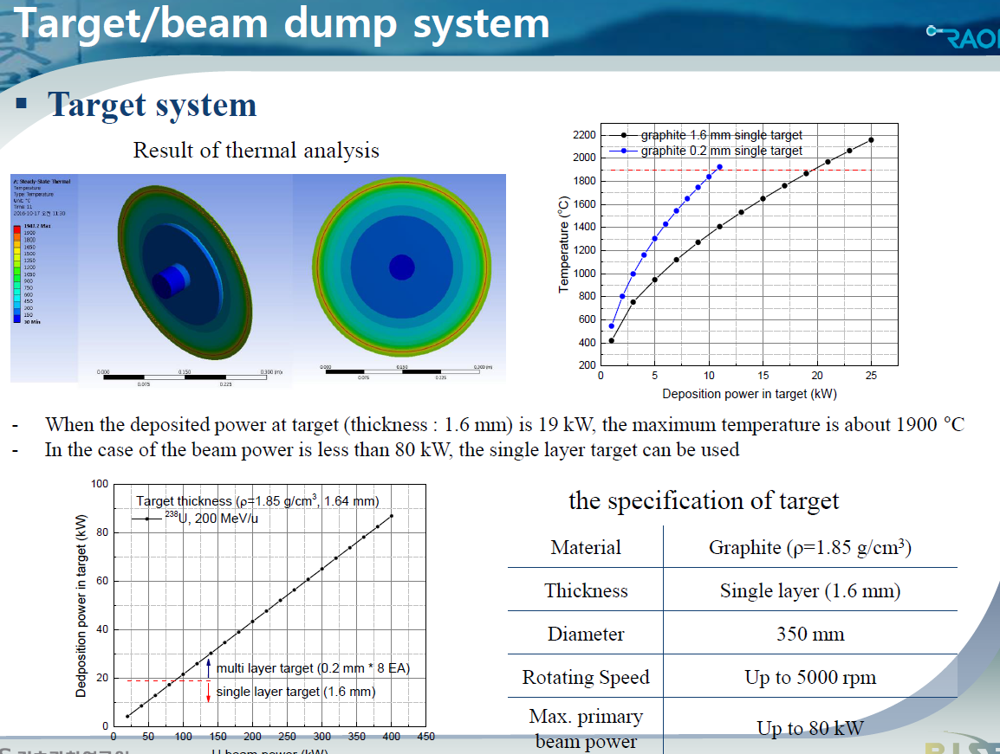 Target/beam dump system
RAO
▪ Target system
Result of thermal analysis
A: Steady-State Thermal
Temperature
Type: Temperature
Unit: °C
Time: 11
2016-10-17 오전 11:30
1947.2 Max
1900
1800
1650
1500
1350
1200
1050
900
750
600
450
300
150
30 Min
0.000 0.150 0.300 (m)
0.075 0.225
0.000 0.150 0.300 (m)
0.075 0.225
graphite 1.6 mm single target
graphite 0.2 mm single target
Temperature (°C)
2200
2000
1800
1600
1400
1200
1000
800
600
400
200
0 5 10 15 20 25
Deposition power in target (kW)
- When the deposited power at target (thickness : 1.6 mm) is 19 kW, the maximum temperature is about 1900 °C
- In the case of the beam power is less than 80 kW, the single layer target can be used
Target thickness (ρ=1.85 g/cm³, 1.64 mm)
²³⁸U, 200 MeV/u
Dedposition power in target (kW)
100
80
60
40
20
0
multi layer target (0.2 mm * 8 EA)
single layer target (1.6 mm)
0 50 100 150 200 250 300 350 400 450
U beam power (kW)
the specification of target
Material Graphite (ρ=1.85 g/cm³)
Thickness Single layer (1.6 mm)
Diameter 350 mm
Rotating Speed Up to 5000 rpm
Max. primary
beam power Up to 80 kW